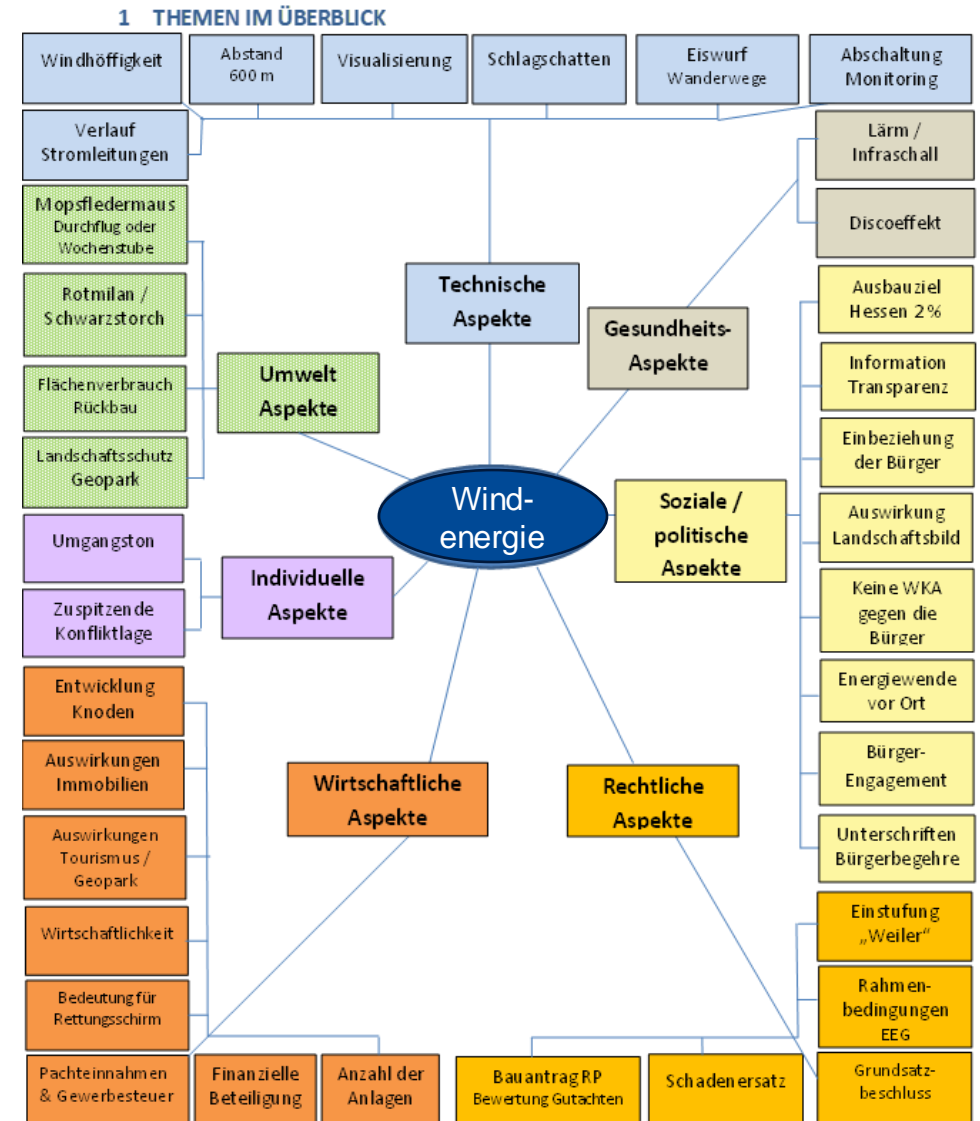 1 THEMEN IM ÜBERBLICK
Windhöffigkeit
Abstand
600 m
Visualisierung
Schlagschatten
Eiswurf
Wanderwege
Abschaltung
Monitoring
Verlauf
Stromleitungen
Lärm /
Infraschall
Mopsfledermaus
Durchflug oder
Wochenstube
Discoeffekt
Technische
Aspekte
Rotmilan /
Schwarzstorch
Ausbauziel
Hessen 2%
Gesundheits-
Aspekte
Umwelt
Aspekte
Flächenverbrauch
Rückbau
Information
Transparenz
Landschaftsschutz
Geopark
Einbeziehung
der Bürger
Wind-
energie
Soziale /
politische
Aspekte
Auswirkung
Landschaftsbild
Umgangston
Individuelle
Aspekte
Zuspitzende
Konfliktlage
Keine WKA
gegen die
Bürger
Entwicklung
Knoden
Energiewende
vor Ort
Auswirkungen
Immobilien
Wirtschaftliche
Aspekte
Rechtliche
Aspekte
Bürger-
Engagement
Auswirkungen
Tourismus /
Geopark
Unterschriften
Bürgerbegehre
Wirtschaftlichkeit
Einstufung
„Weiler“
Bedeutung für
Rettungsschirm
Rahmen-
bedingungen
EEG
Pachteinnahmen
& Gewerbesteuer
Finanzielle
Beteiligung
Anzahl der
Anlagen
Bauantrag RP
Bewertung Gutachten
Schadenersatz
Grundsatz-
beschluss